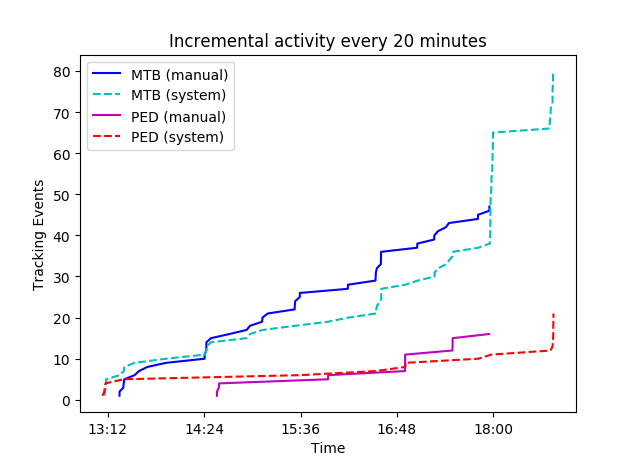 Incremental activity every 20 minutes
MTB (manual)
MTB (system)
PED (manual)
PED (system)
Tracking Events
80
70
60
50
40
30
20
10
0
13:12 14:24 15:36 16:48 18:00
Time